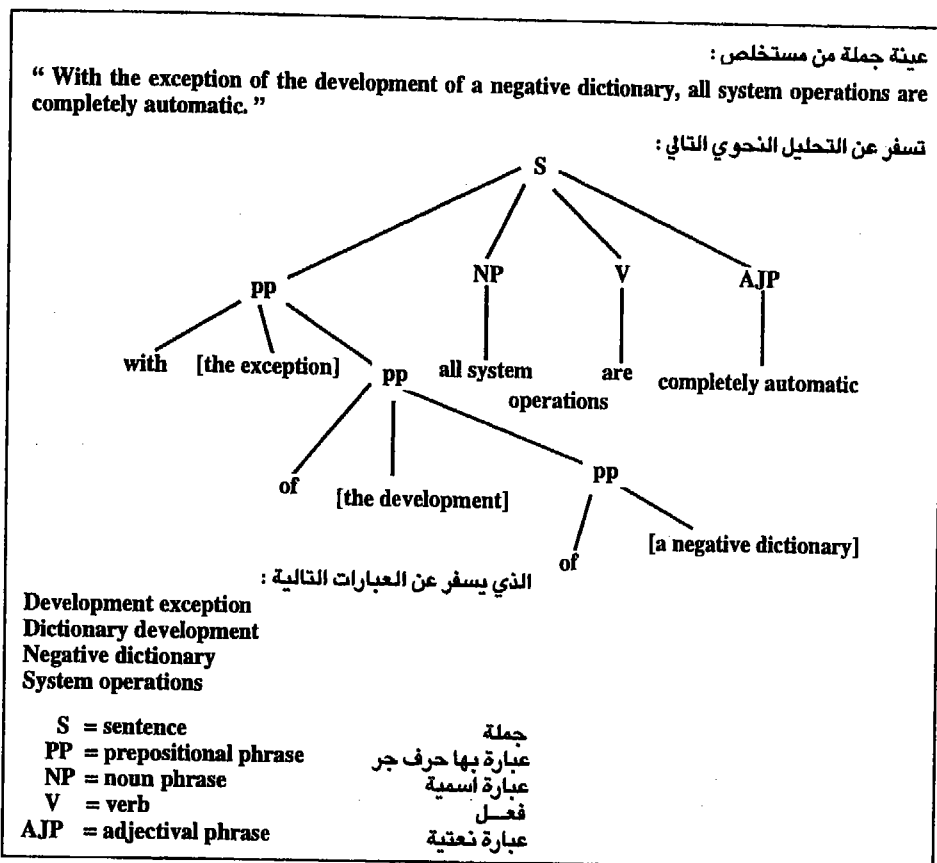 عينة جملة من مستخلص :
“ With the exception of the development of a negative dictionary, all system operations are
completely automatic. ”
تسفر عن التحليل النحوي التالي :
S
pp NP V AJP
with [the exception] pp all system are completely automatic
operations
of [the development] pp
of [a negative dictionary]
الذي يسفر عن العبارات التالية :
Development exception
Dictionary development
Negative dictionary
System operations
S = sentence جملة
PP = prepositional phrase عبارة بها حرف جر
NP = noun phrase عبارة اسمية
V = verb فعـــل
AJP = adjectival phrase عبارة نعتية